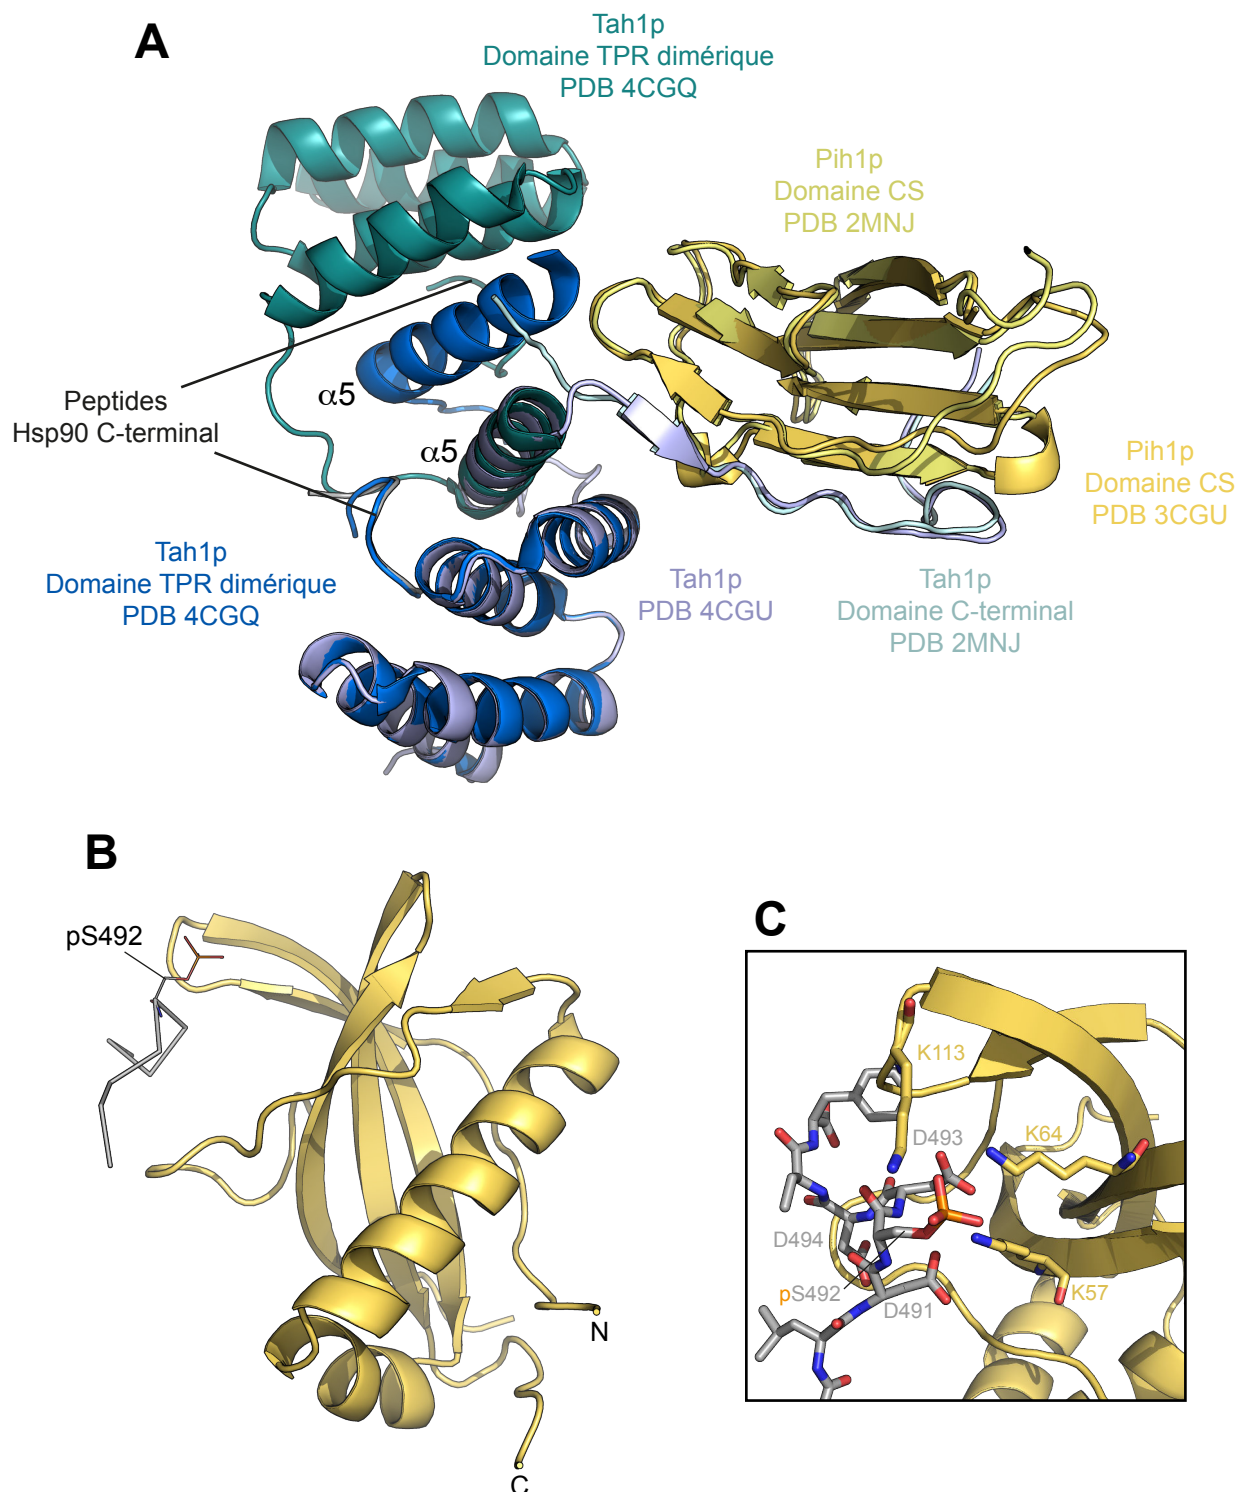 A
Tah1p
Domaine TPR dimérique
PDB 4CGQ
Pih1p
Domaine CS
PDB 2MNJ
α5
Peptides
Hsp90 C-terminal
α5
Pih1p
Domaine CS
PDB 3CGU
Tah1p
Domaine TPR dimérique
PDB 4CGQ
Tah1p
PDB 4CGU
Tah1p
Domaine C-terminal
PDB 2MNJ
B
pS492
N
C
C
K113
D493
K64
D494
pS492
D491
K57